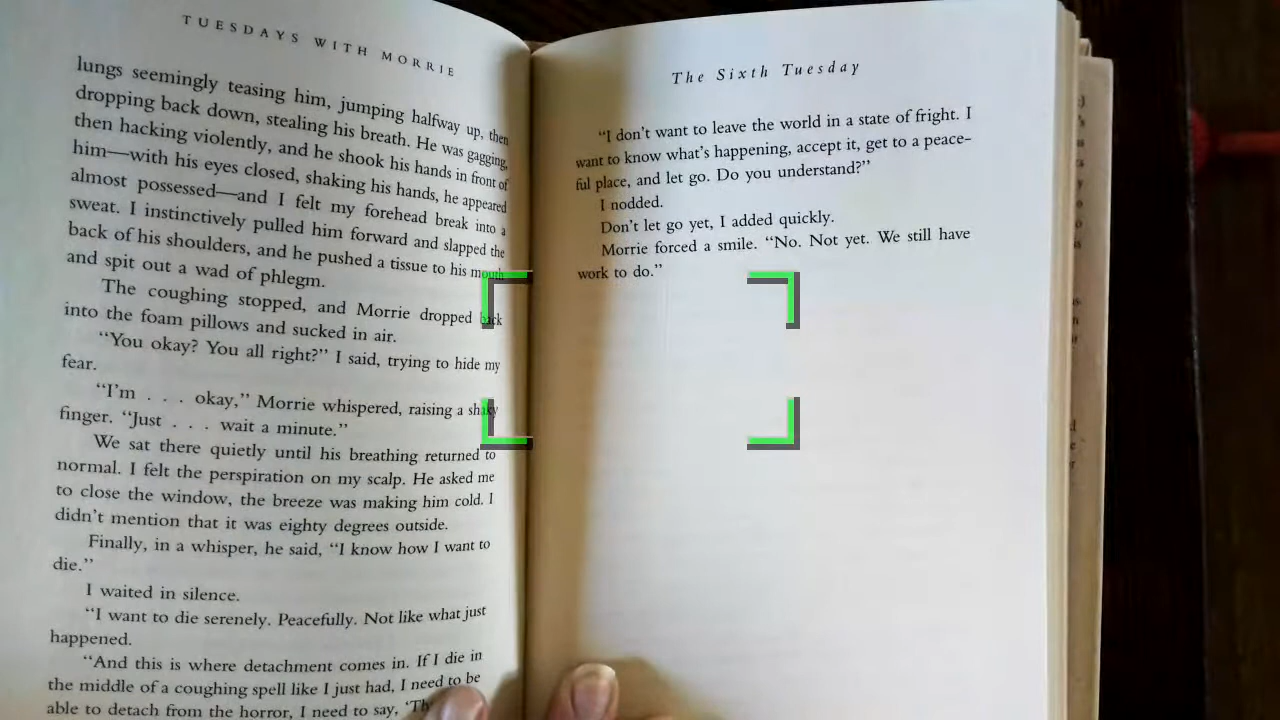 TUESDAYS WITH MORRIE
lungs seemingly teasing him, jumping halfway up, then
dropping back down, stealing his breath. He was gagging,
then hacking violently, and he shook his hands in front of
him—with his eyes closed, shaking his hands, he appeared
almost possessed—and I felt my forehead break into a
sweat. I instinctively pulled him forward and slapped the
back of his shoulders, and he pushed a tissue to his mouth
and spit out a wad of phlegm.
The coughing stopped, and Morrie dropped back
into the foam pillows and sucked in air.
“You okay? You all right?” I said, trying to hide my
fear.
“I’m . . . okay,” Morrie whispered, raising a shaky
finger. “Just . . . wait a minute.”
We sat there quietly until his breathing returned to
normal. I felt the perspiration on my scalp. He asked me
to close the window, the breeze was making him cold. I
didn’t mention that it was eighty degrees outside.
Finally, in a whisper, he said, “I know how I want to
die.”
I waited in silence.
“I want to die serenely. Peacefully. Not like what just
happened.
“And this is where detachment comes in. If I die in
the middle of a coughing spell like I just had, I need to be
able to detach from the horror, I need to say,
The Sixth Tuesday
“I don’t want to leave the world in a state of fright. I
want to know what’s happening, accept it, get to a peace-
ful place, and let go. Do you understand?”
I nodded.
Don’t let go yet, I added quickly.
Morrie forced a smile. “No. Not yet. We still have
work to do.”